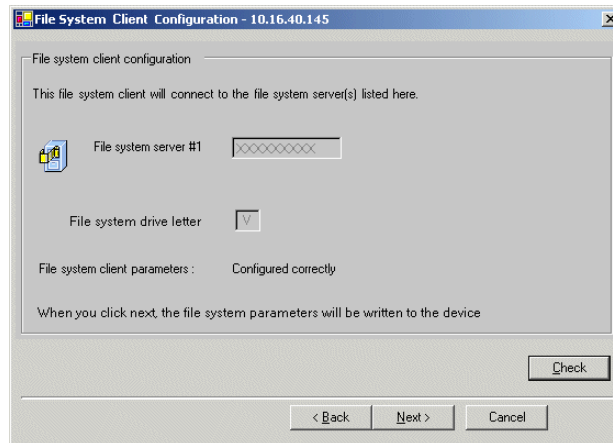 File System Client Configuration - 10.16.40.145
File system client configuration
This file system client will connect to the file system server(s) listed here.
File system server #1 XXXXXXXXXX
File system drive letter V
File system client parameters : Configured correctly
When you click next, the file system parameters will be written to the device
Check
< Back Next > Cancel